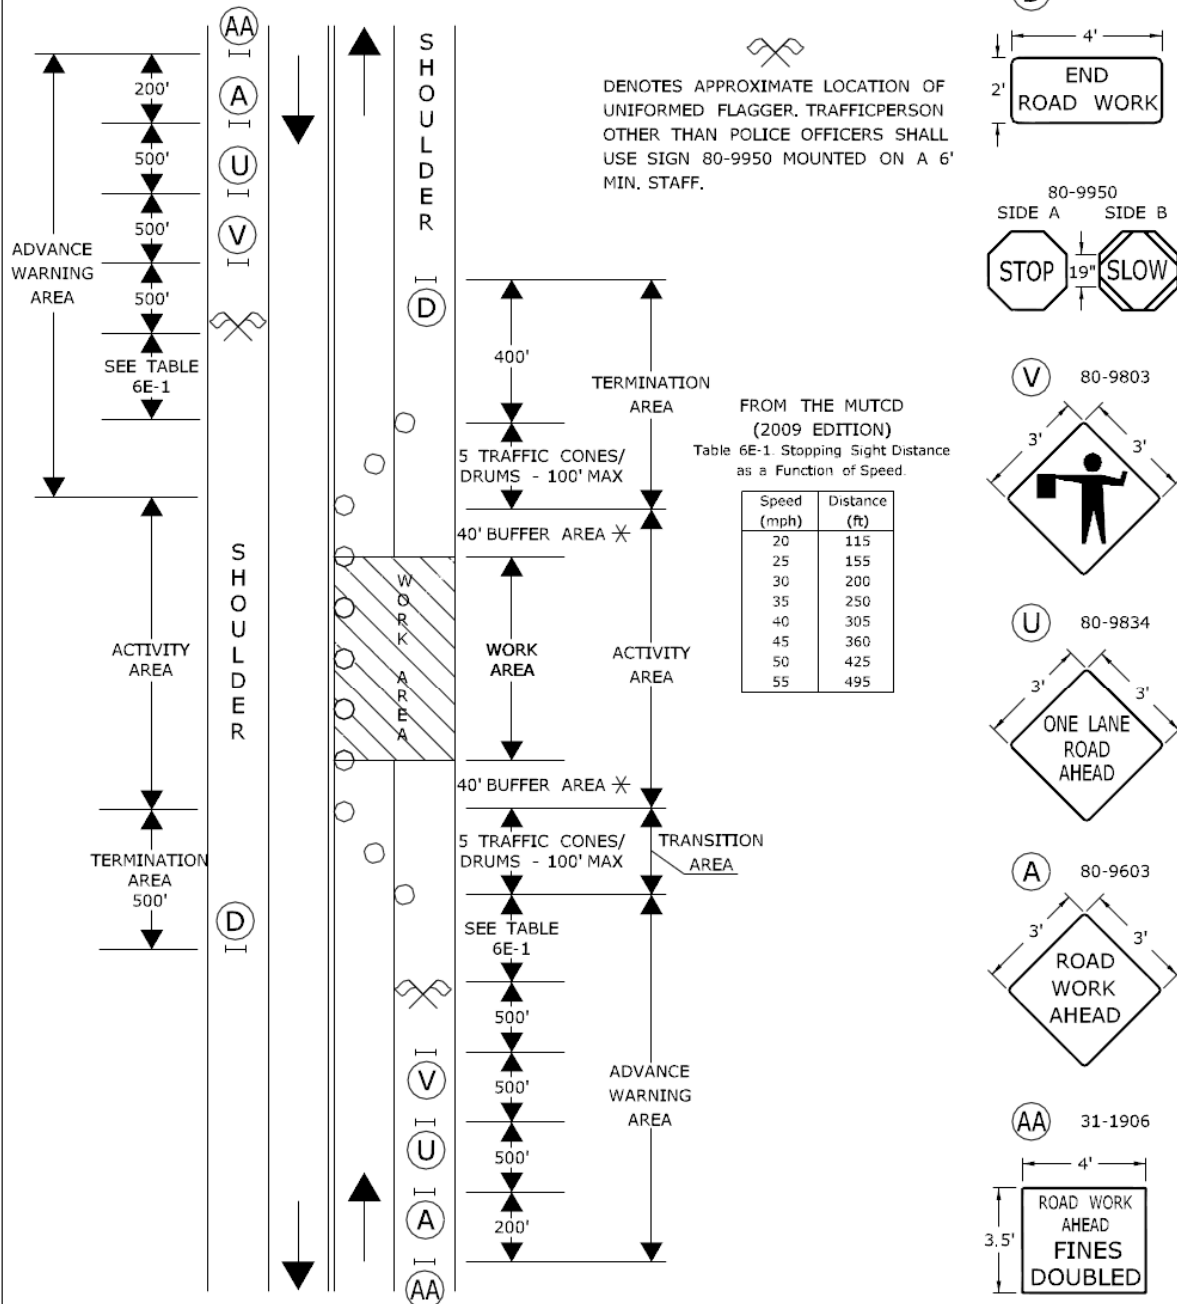 AA
200'
A
500'
U
500'
V
500'
ADVANCE
WARNING
AREA
SEE TABLE
6E-1
SHOULDER
ACTIVITY
AREA
TERMINATION
AREA
500'
D
SHOULDER
D
400'
TERMINATION
AREA
5 TRAFFIC CONES/
DRUMS - 100' MAX
40' BUFFER AREA *
WORK AREA
WORK
AREA
ACTIVITY
AREA
40' BUFFER AREA *
5 TRAFFIC CONES/
DRUMS - 100' MAX
TRANSITION
AREA
SEE TABLE
6E-1
500'
V
500'
U
500'
A
200'
AA
ADVANCE
WARNING
AREA
DENOTES APPROXIMATE LOCATION OF
UNIFORMED FLAGGER. TRAFFICPERSON
OTHER THAN POLICE OFFICERS SHALL
USE SIGN 80-9950 MOUNTED ON A 6'
MIN. STAFF.
FROM THE MUTCD
(2009 EDITION)
Table 6E-1. Stopping Sight Distance
as a Function of Speed.
Speed Distance
(mph) (ft)
20 115
25 155
30 200
35 250
40 305
45 360
50 425
55 495
4'
2'
END
ROAD WORK
80-9950
SIDE A SIDE B
STOP 19" SLOW
V 80-9803
3' 3'
U 80-9834
3' 3'
ONE LANE
ROAD
AHEAD
A 80-9603
3' 3'
ROAD
WORK
AHEAD
AA 31-1906
4'
3.5'
ROAD WORK
AHEAD
FINES
DOUBLED